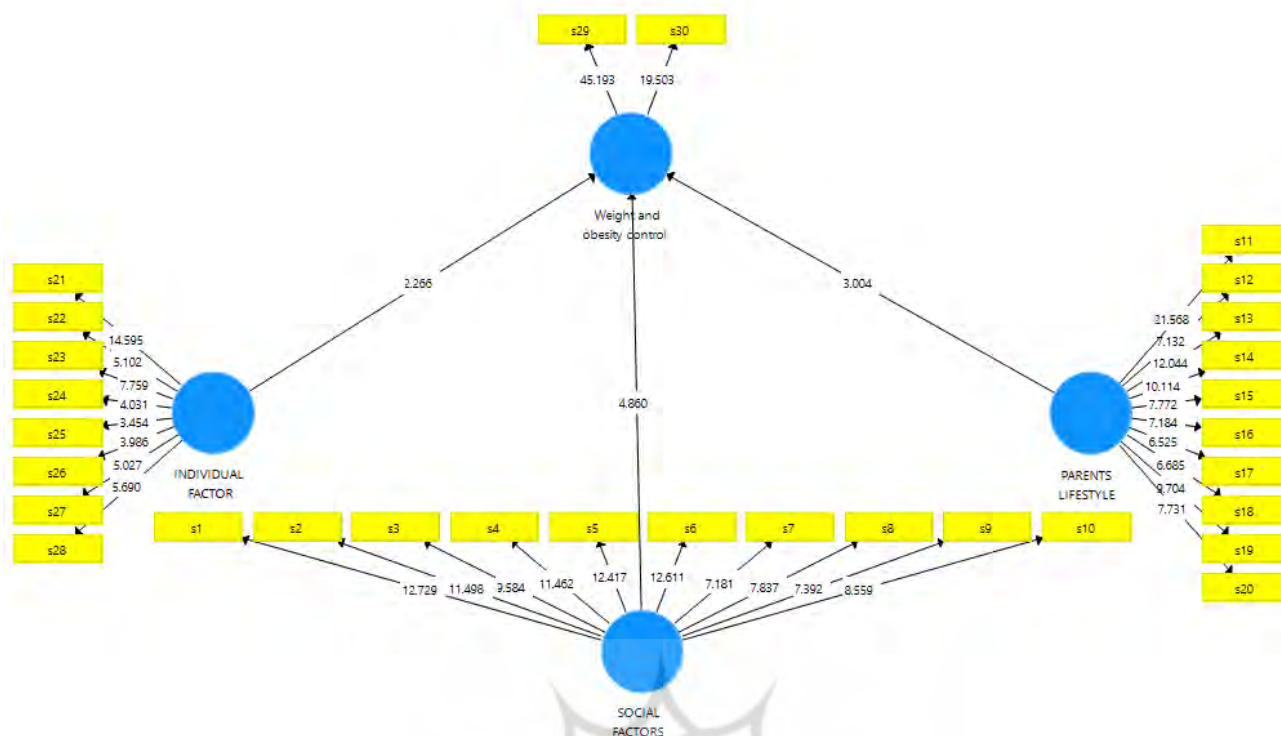 s29
s30
45.193
19.503
Weight and
obesity control
2.266
4.860
3.004
s21
s22
s23
s24
s25
s26
s27
s28
14.595
5.102
7.759
4.031
3.454
3.986
5.027
5.690
INDIVIDUAL
FACTOR
s11
s12
s13
s14
s15
s16
s17
s18
s19
s20
21.568
7.132
12.044
10.114
7.772
7.184
6.525
6.685
9.704
7.731
PARENTS
LIFESTYLE
s1
s2
s3
s4
s5
s6
s7
s8
s9
s10
12.729
11.498
9.584
11.462
12.417
12.611
7.181
7.837
7.392
8.559
SOCIAL
FACTORS